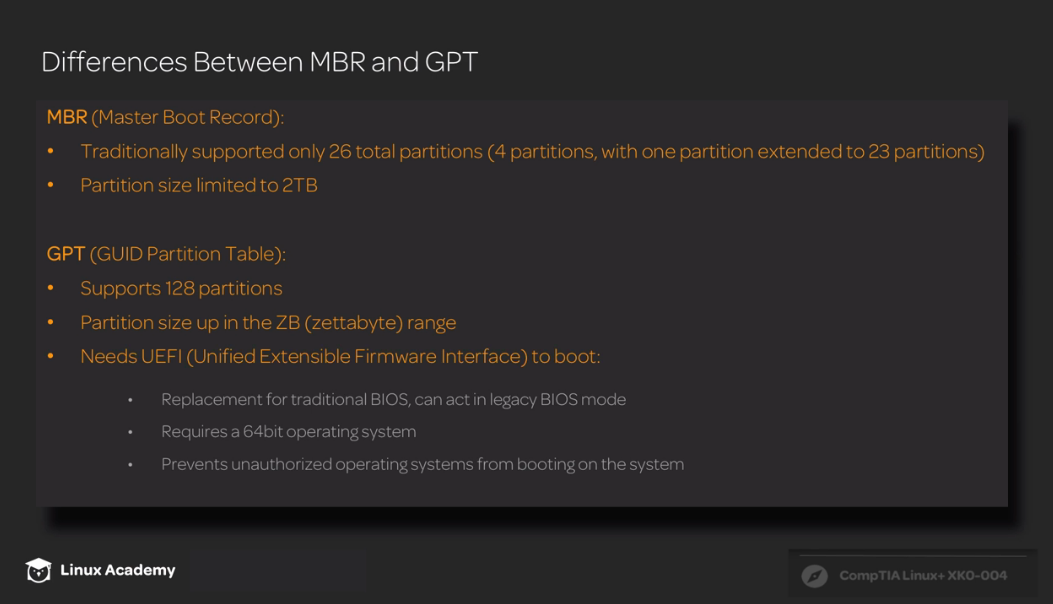 Differences Between MBR and GPT
MBR (Master Boot Record):
• Traditionally supported only 26 total partitions (4 partitions, with one partition extended to 23 partitions)
• Partition size limited to 2TB
GPT (GUID Partition Table):
• Supports 128 partitions
• Partition size up in the ZB (zettabyte) range
• Needs UEFI (Unified Extensible Firmware Interface) to boot:
• Replacement for traditional BIOS, can act in legacy BIOS mode
• Requires a 64bit operating system
• Prevents unauthorized operating systems from booting on the system
Linux Academy
CompTIA Linux+ XK0-004